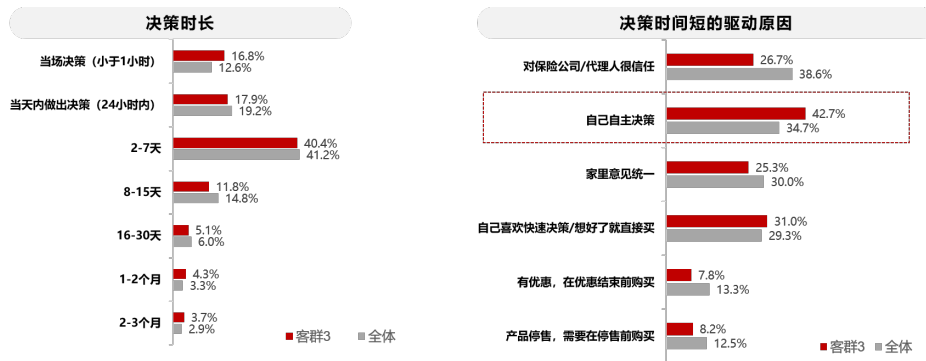 决策时长
当场决策（小于1小时）
16.8%
12.6%
当天内做出决策（24小时内）
17.9%
19.2%
2-7天
40.4%
41.2%
8-15天
11.8%
14.8%
16-30天
5.1%
6.0%
1-2个月
4.3%
3.3%
2-3个月
3.7%
2.9%
客群3 全体
决策时间短的驱动原因
对保险公司/代理人很信任
26.7%
38.6%
自己自主决策
42.7%
34.7%
家里意见统一
25.3%
30.0%
自己喜欢快速决策/想好了就直接买
31.0%
29.3%
有优惠，在优惠结束前购买
7.8%
13.3%
产品停售，需要在停售前购买
8.2%
12.5%
客群3 全体